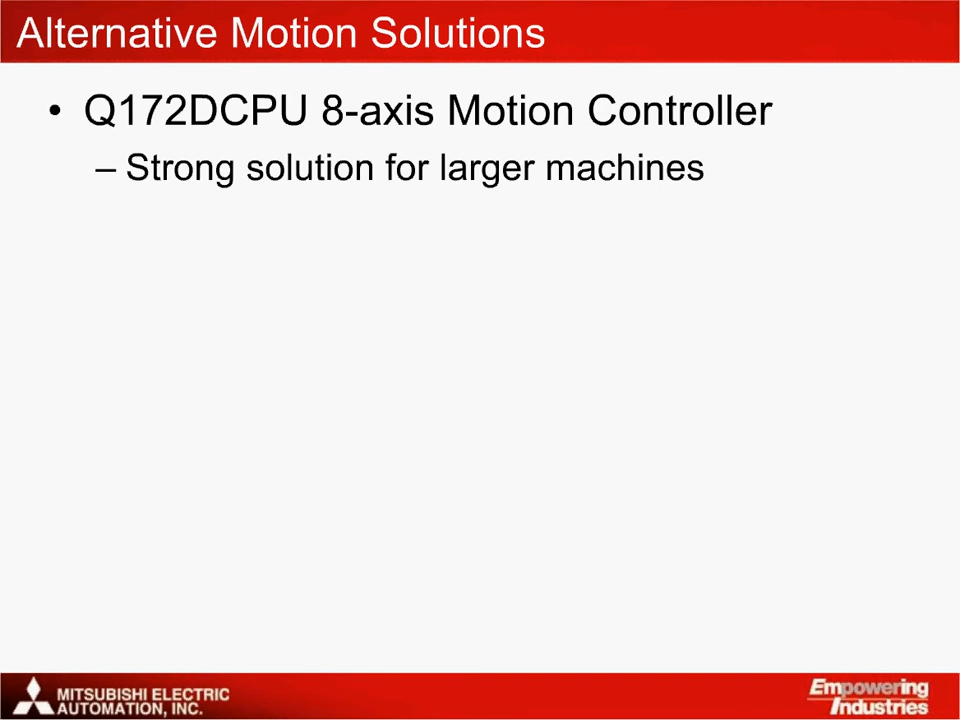 Alternative Motion Solutions
• Q172DCPU 8-axis Motion Controller
– Strong solution for larger machines
MITSUBISHI ELECTRIC
AUTOMATION, INC.
Empowering
Industries